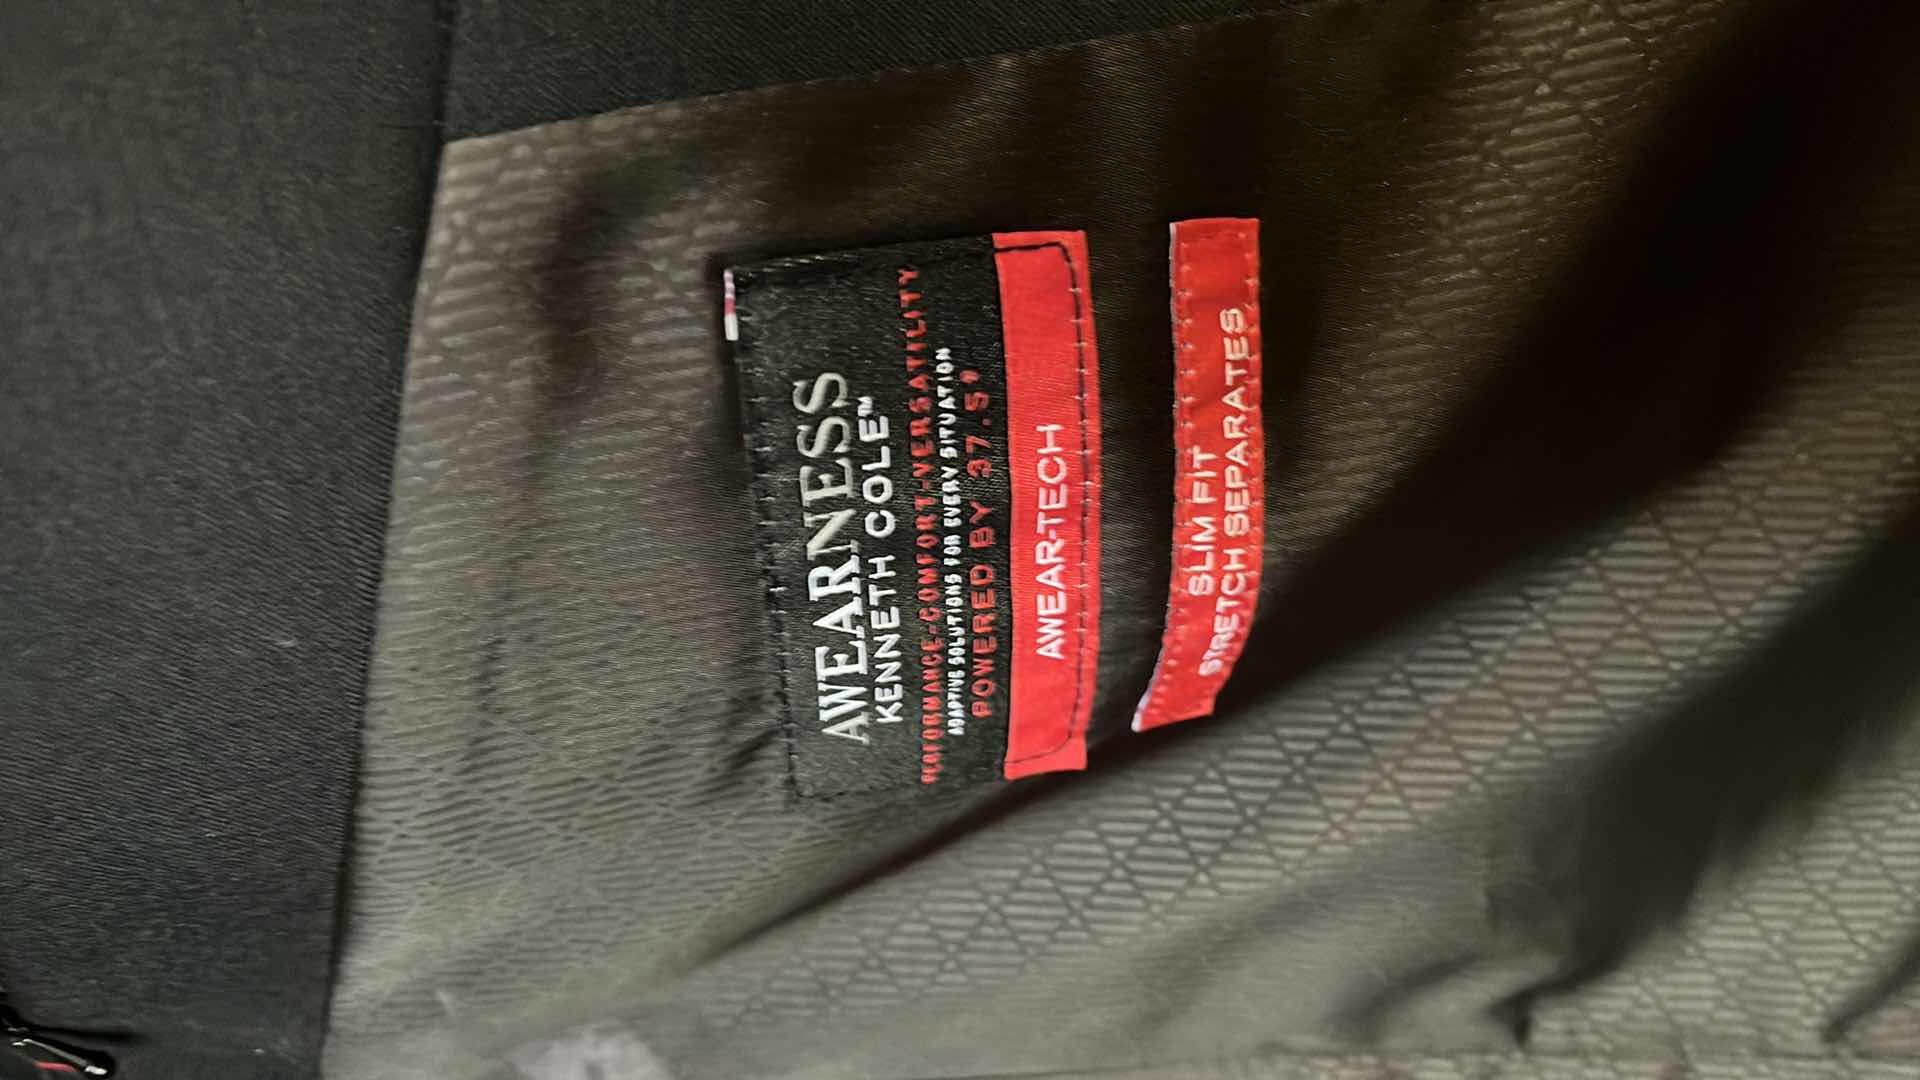 AWEARNESS
KENNETH COLE™
PERFORMANCE-COMFORT-VERSATILITY
ADAPTIVE SOLUTIONS FOR EVERY SITUATION
POWERED BY 37.5®
AWEAR-TECH
SLIM FIT
STRETCH SEPARATES